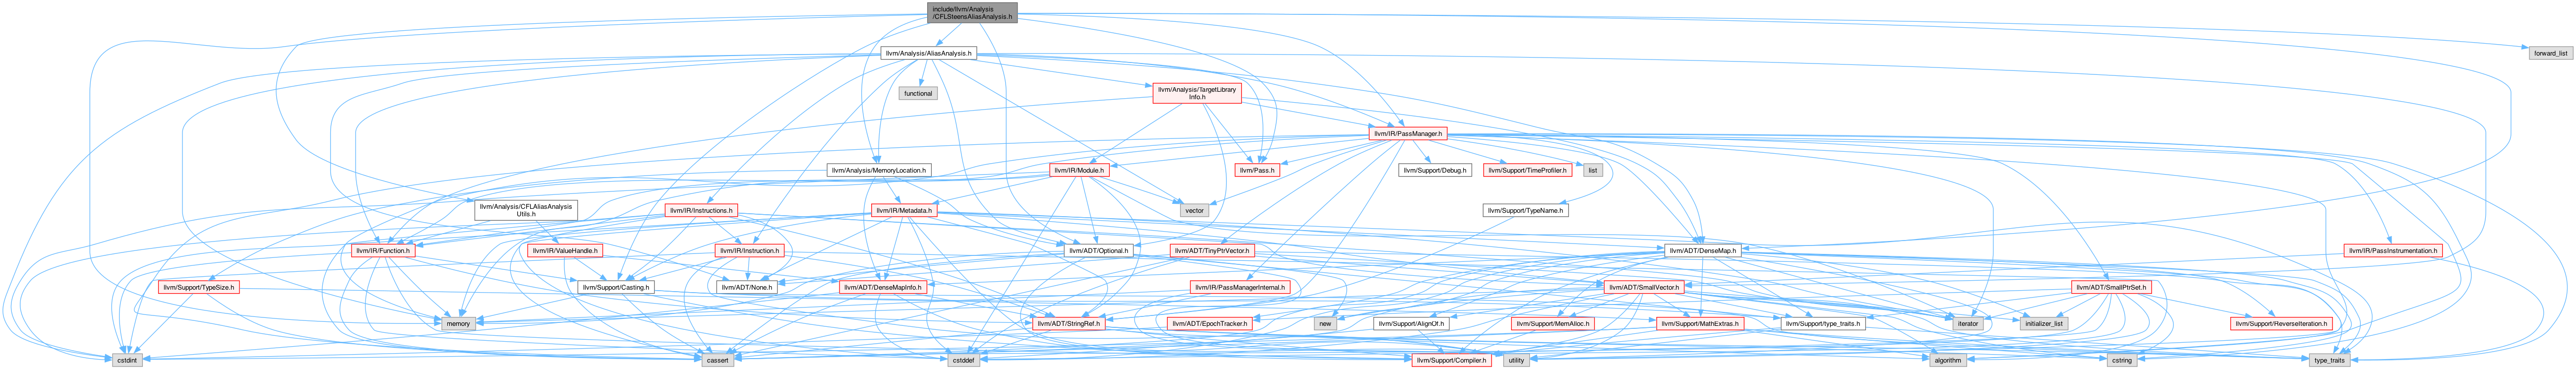 include/llvm/Analysis
/CFLSteensAliasAnalysis.h
llvm/Analysis/AliasAnalysis.h
forward_list
functional
llvm/Analysis/TargetLibrary
Info.h
llvm/IR/PassManager.h
llvm/Analysis/MemoryLocation.h
llvm/IR/Module.h
llvm/Pass.h
llvm/Support/Debug.h
llvm/Support/TimeProfiler.h
list
llvm/Analysis/CFLAliasAnalysis
Utils.h
llvm/IR/Instructions.h
llvm/IR/Metadata.h
vector
llvm/Support/TypeName.h
llvm/IR/Function.h
llvm/IR/ValueHandle.h
llvm/IR/Instruction.h
llvm/ADT/Optional.h
llvm/ADT/TinyPtrVector.h
llvm/ADT/DenseMap.h
llvm/IR/PassInstrumentation.h
llvm/Support/TypeSize.h
llvm/Support/Casting.h
llvm/ADT/None.h
llvm/ADT/DenseMapInfo.h
llvm/IR/PassManagerInternal.h
llvm/ADT/SmallVector.h
llvm/ADT/SmallPtrSet.h
memory
llvm/ADT/StringRef.h
llvm/ADT/EpochTracker.h
new
llvm/Support/AlignOf.h
llvm/Support/MemAlloc.h
llvm/Support/MathExtras.h
llvm/Support/type_traits.h
iterator
initializer_list
llvm/Support/ReverseIteration.h
cstdint
cassert
cstddef
llvm/Support/Compiler.h
utility
algorithm
cstring
type_traits